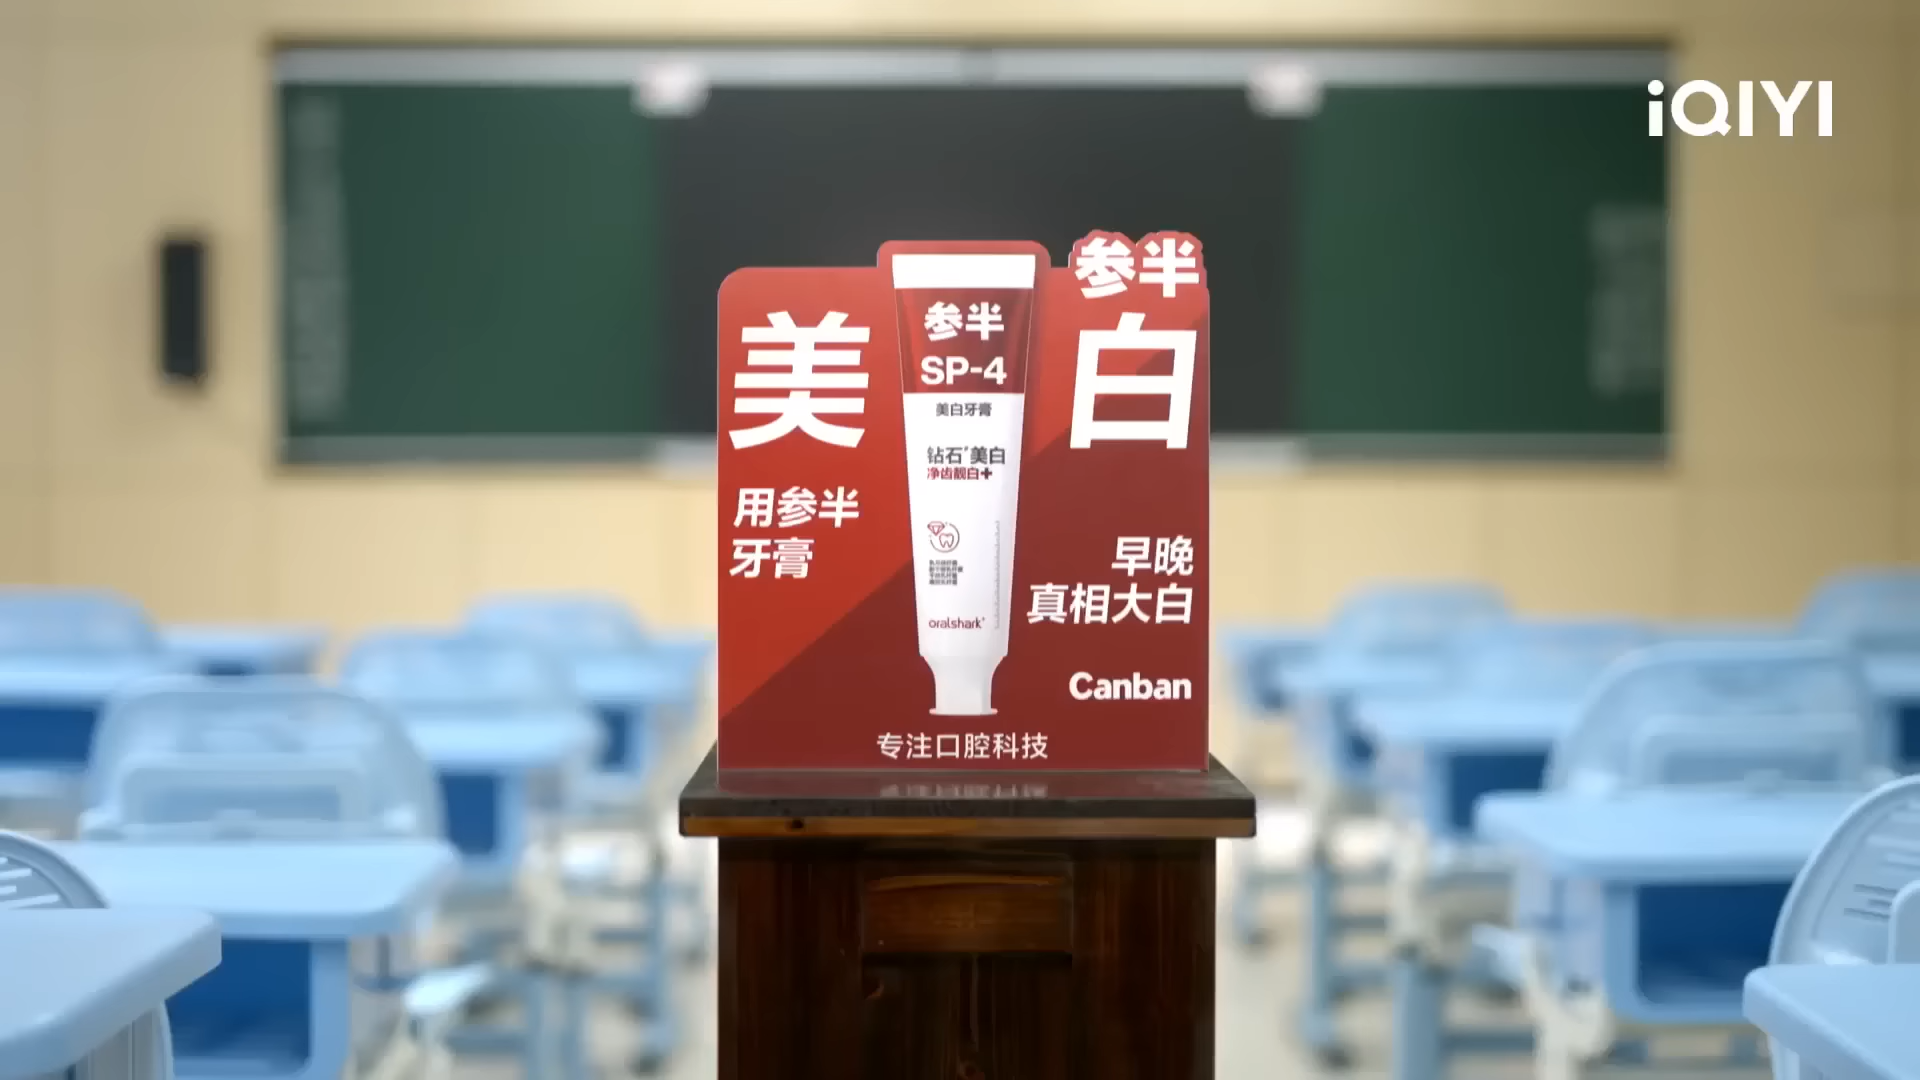 iQIYI
参半
美白
参半
SP-4
美白牙膏
钻石+美白
净齿靓白+
oralshark+
用参半
牙膏
早晚
真相大白
Canban
专注口腔科技